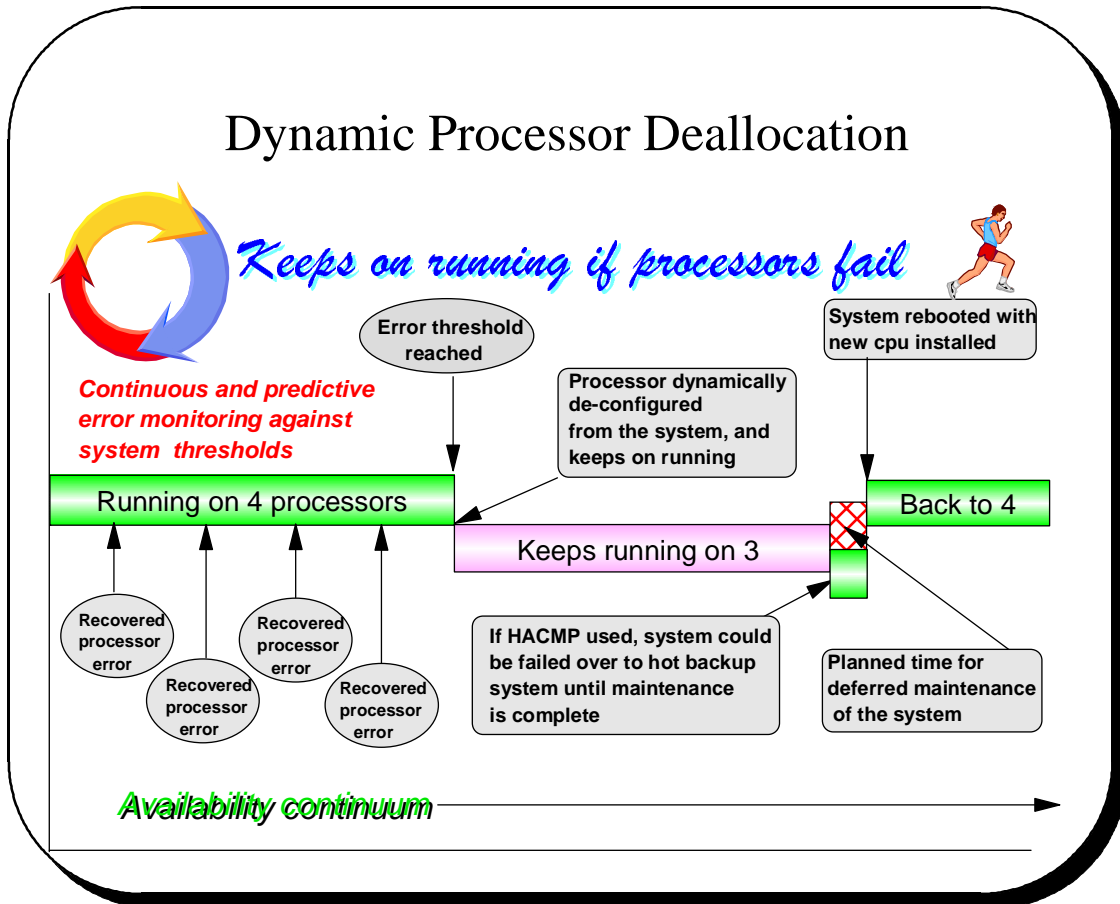 Dynamic Processor Deallocation
Keeps on running if processors fail
Error threshold
reached
System rebooted with
new cpu installed
Continuous and predictive
error monitoring against
system thresholds
Processor dynamically
de-configured
from the system, and
keeps on running
Running on 4 processors
Back to 4
Keeps running on 3
Recovered
processor
error
Recovered
processor
error
Recovered
processor
error
Recovered
processor
error
If HACMP used, system could
be failed over to hot backup
system until maintenance
is complete
Planned time for
deferred maintenance
of the system
Availability continuum